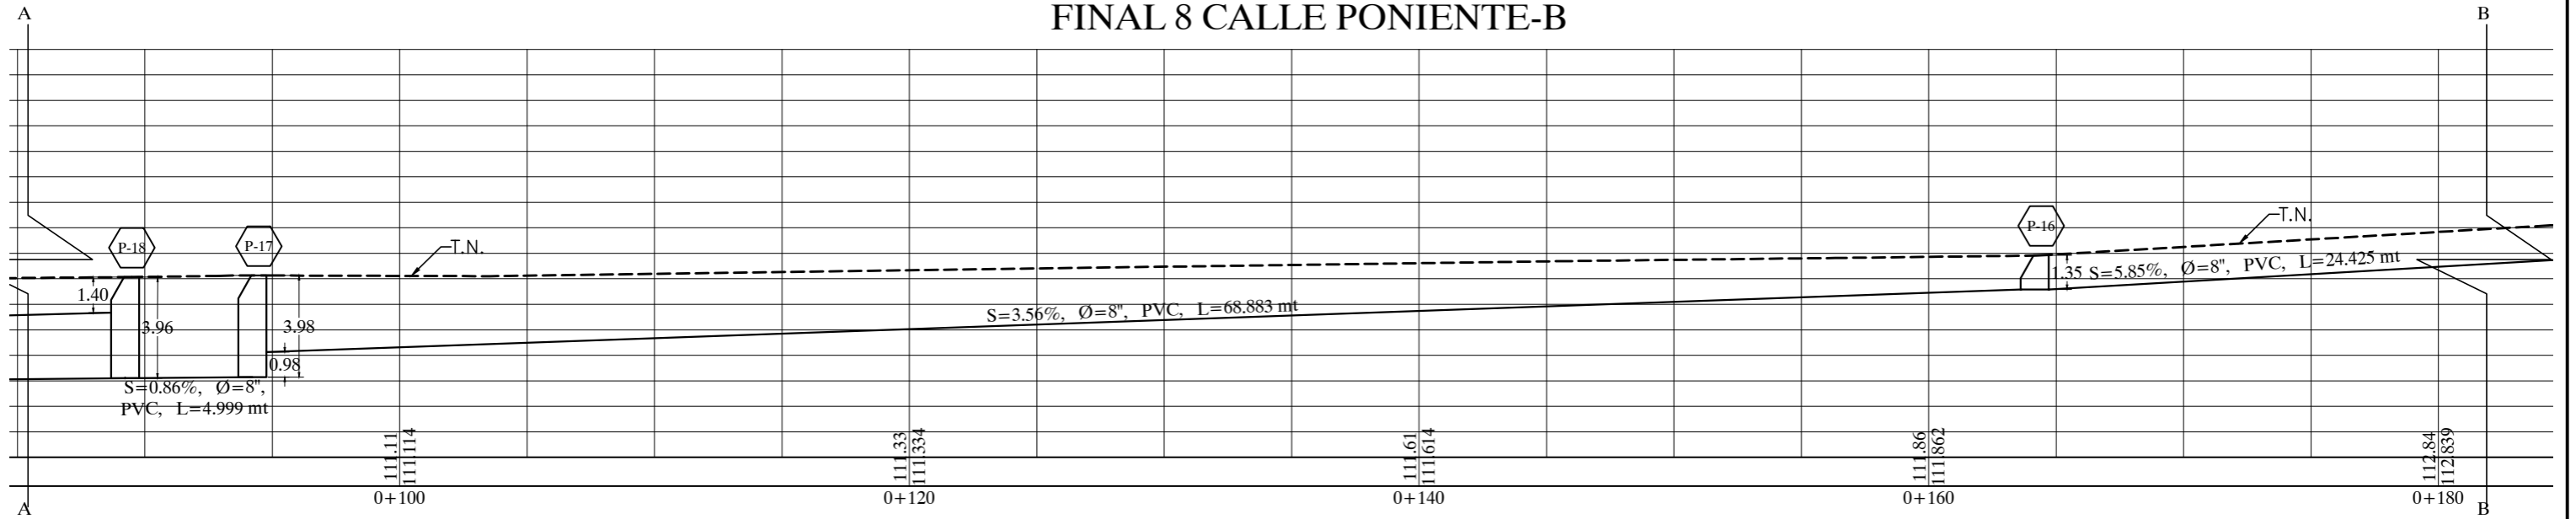 FINAL 8 CALLE PONIENTE-B
A
B
P-18
P-17
T.N.
P-16
T.N.
1.40
3.96
3.98
0.98
S=3.56%, Ø=8", PVC, L=68.883 mt
1.35
S=5.85%, Ø=8", PVC, L=24.425 mt
S=0.86%, Ø=8",
PVC, L=4.999 mt
111.11
111.114
111.33
111.334
111.61
111.614
111.86
111.862
112.84
112.839
0+100
0+120
0+140
0+160
0+180
A
B